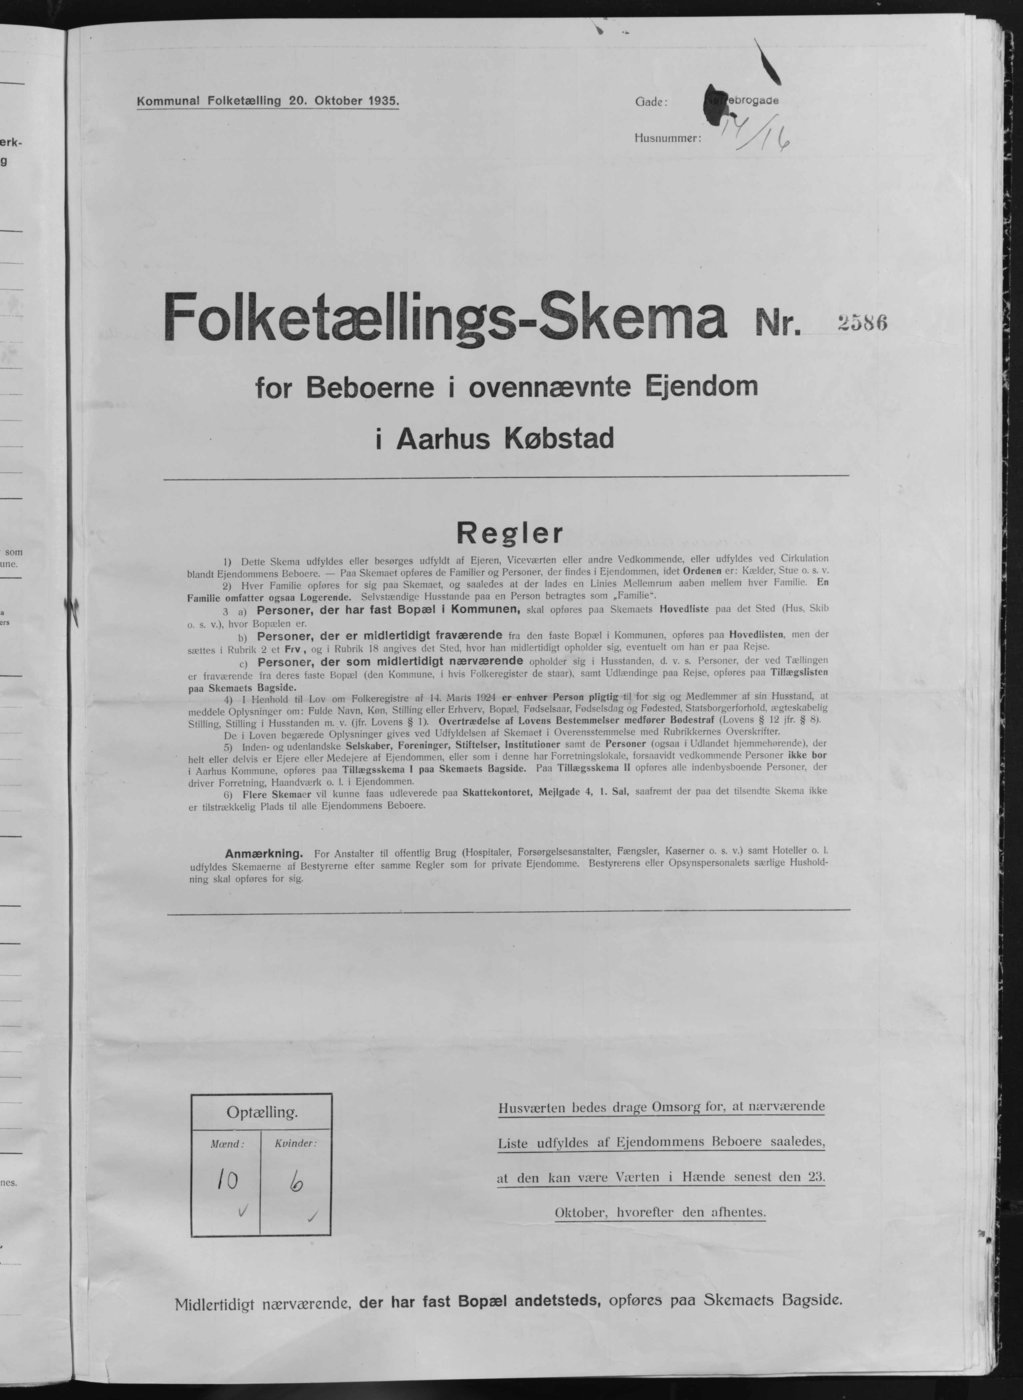 Kommunal Folketælling 20. Oktober 1935.
Gade: ebrogade
Husnummer: 14/16
Folketællings-Skema Nr. 2586
for Beboerne i ovennævnte Ejendom
i Aarhus Købstad
Regler
1) Dette Skema udfyldes eller besørges udfyldt af Ejeren, Viceværten eller andre Vedkommende, eller udfyldes ved Cirkulation
blandt Ejendommens Beboere. — Paa Skemaet opføres de Familier og Personer, der findes i Ejendommen, idet Ordenen er: Kælder, Stue o. s. v.
2) Hver Familie opføres for sig paa Skemaet, og saaledes at der lades en Linies Mellemrum aaben mellem hver Familie. En
Familie omfatter ogsaa Logerende. Selvstændige Husstande paa en Person betragtes som „Familie".
3 a) Personer, der har fast Bopæl i Kommunen, skal opføres paa Skemaets Hovedliste paa det Sted (Hus, Skib
o. s. v.), hvor Bopælen er.
b) Personer, der er midlertidigt fraværende fra den faste Bopæl i Kommunen, opføres paa Hovedlisten, men der
sættes i Rubrik 2 et Frv, og i Rubrik 18 angives det Sted, hvor han midlertidigt opholder sig, eventuelt om han er paa Rejse.
c) Personer, der som midlertidigt nærværende opholder sig i Husstanden, d. v. s. Personer, der ved Tællingen
er fraværende fra deres faste Bopæl (den Kommune, i hvis Folkeregister de staar), samt Udlændinge paa Rejse, opføres paa Tillægslisten
paa Skemaets Bagside.
4) I Henhold til Lov om Folkeregistre af 14. Marts 1924 er enhver Person pligtig til for sig og Medlemmer af sin Husstand, at
meddele Oplysninger om: Fulde Navn, Køn, Stilling eller Erhverv, Bopæl, Fødselsaar, Fødselsdag og Fødested, Statsborgerforhold, ægteskabelig
Stilling, Stilling i Husstanden m. v. (jfr. Lovens § 1). Overtrædelse af Lovens Bestemmelser medfører Bødestraf (Lovens § 12 jfr. § 8).
De i Loven begærede Oplysninger gives ved Udfyldelsen af Skemaet i Overensstemmelse med Rubrikkernes Overskrifter.
5) Inden- og udenlandske Selskaber, Foreninger, Stiftelser, Institutioner samt de Personer (ogsaa i Udlandet hjemmehørende), der
helt eller delvis er Ejere eller Medejere af Ejendommen, eller som i denne har Forretningslokale, forsaavidt vedkommende Personer ikke bor
i Aarhus Kommune, opføres paa Tillægsskema I paa Skemaets Bagside. Paa Tillægsskema II opføres alle indenbysboende Personer, der
driver Forretning, Haandværk o. l. i Ejendommen.
6) Flere Skemaer vil kunne faas udleverede paa Skattekontoret, Mejlgade 4, 1. Sal, saafremt der paa det tilsendte Skema ikke
er tilstrækkelig Plads til alle Ejendommens Beboere.
Anmærkning. For Anstalter til offentlig Brug (Hospitaler, Forsørgelsesanstalter, Fængsler, Kaserner o. s. v.) samt Hoteller o. l.
udfyldes Skemaerne af Bestyrerne efter samme Regler som for private Ejendomme. Bestyrerens eller Opsynspersonalets særlige Hushold-
ning skal opføres for sig.
Optælling.
Mænd: Kvinder:
10 6
Husværten bedes drage Omsorg for, at nærværende
Liste udfyldes af Ejendommens Beboere saaledes,
at den kan være Værten i Hænde senest den 23.
Oktober, hvorefter den afhentes.
Midlertidigt nærværende, der har fast Bopæl andetsteds, opføres paa Skemaets Bagside.